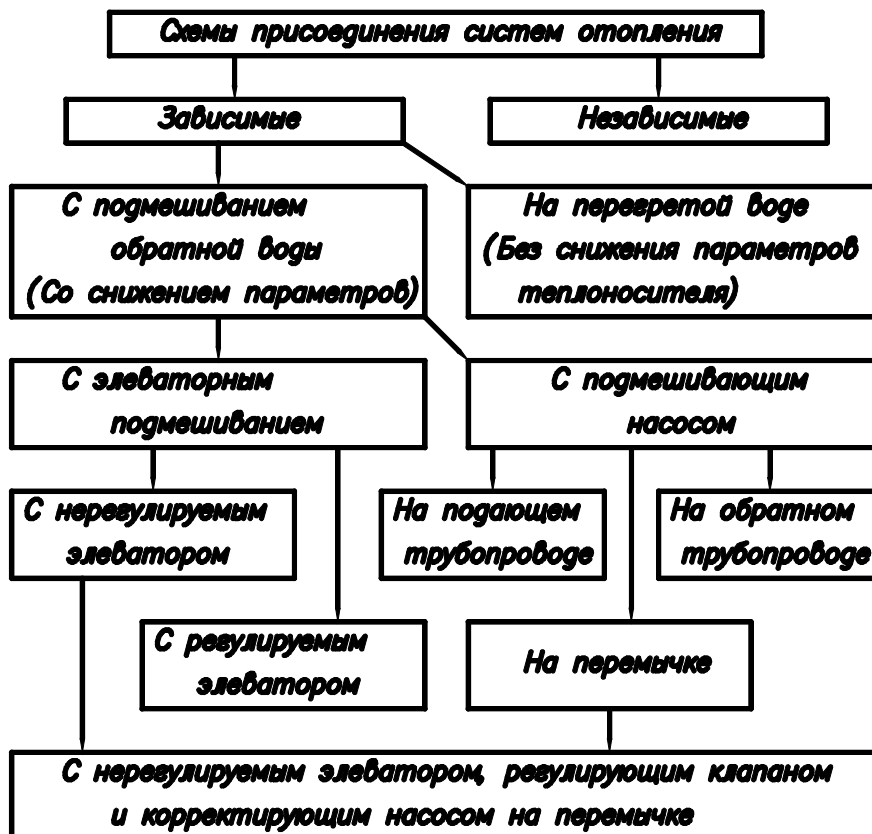 Схемы присоединения систем отопления
Зависимые
Независимые
С подмешиванием
обратной воды
(Со снижением параметров)
На перегретой воде
(Без снижения параметров
теплоносителя)
С элеваторным
подмешиванием
С подмешивающим
насосом
С нерегулируемым
элеватором
На подающем
трубопроводе
На обратном
трубопроводе
С регулируемым
элеватором
На перемычке
С нерегулируемым элеватором, регулирующим клапаном
и корректирующим насосом на перемычке